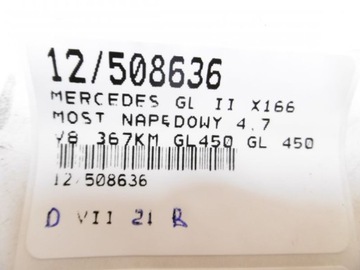 12/508636
MERCEDES GL II X166
MOST NAPĘDOWY 4.7
V8 367KM GL450 GL 450
12/508636
D VII 21 R